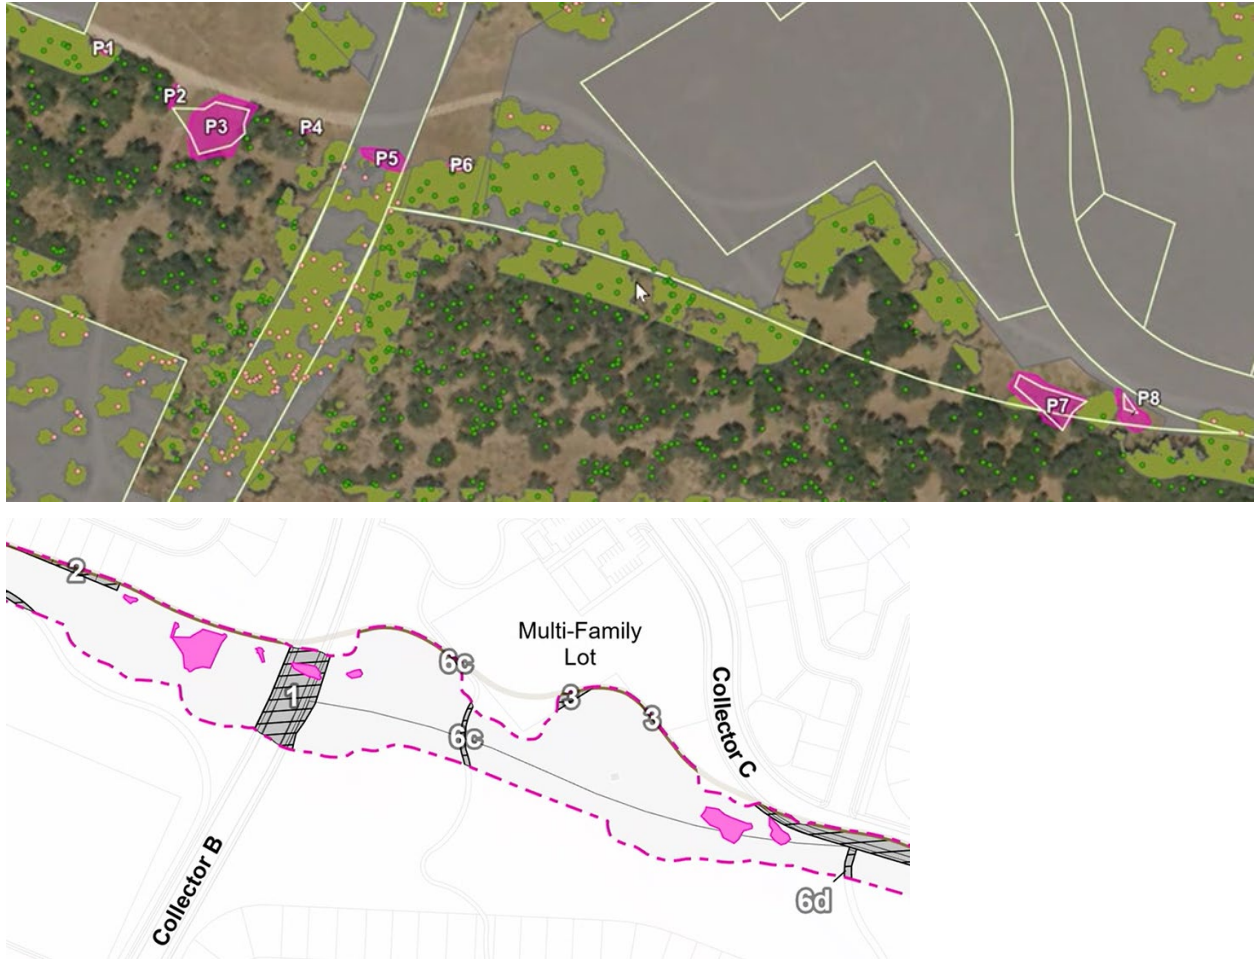 P1
P2
P3
P4
P5
P6
P7
P8
2
1
6c
6c
3
3
Multi-Family
Lot
Collector C
Collector B
6d